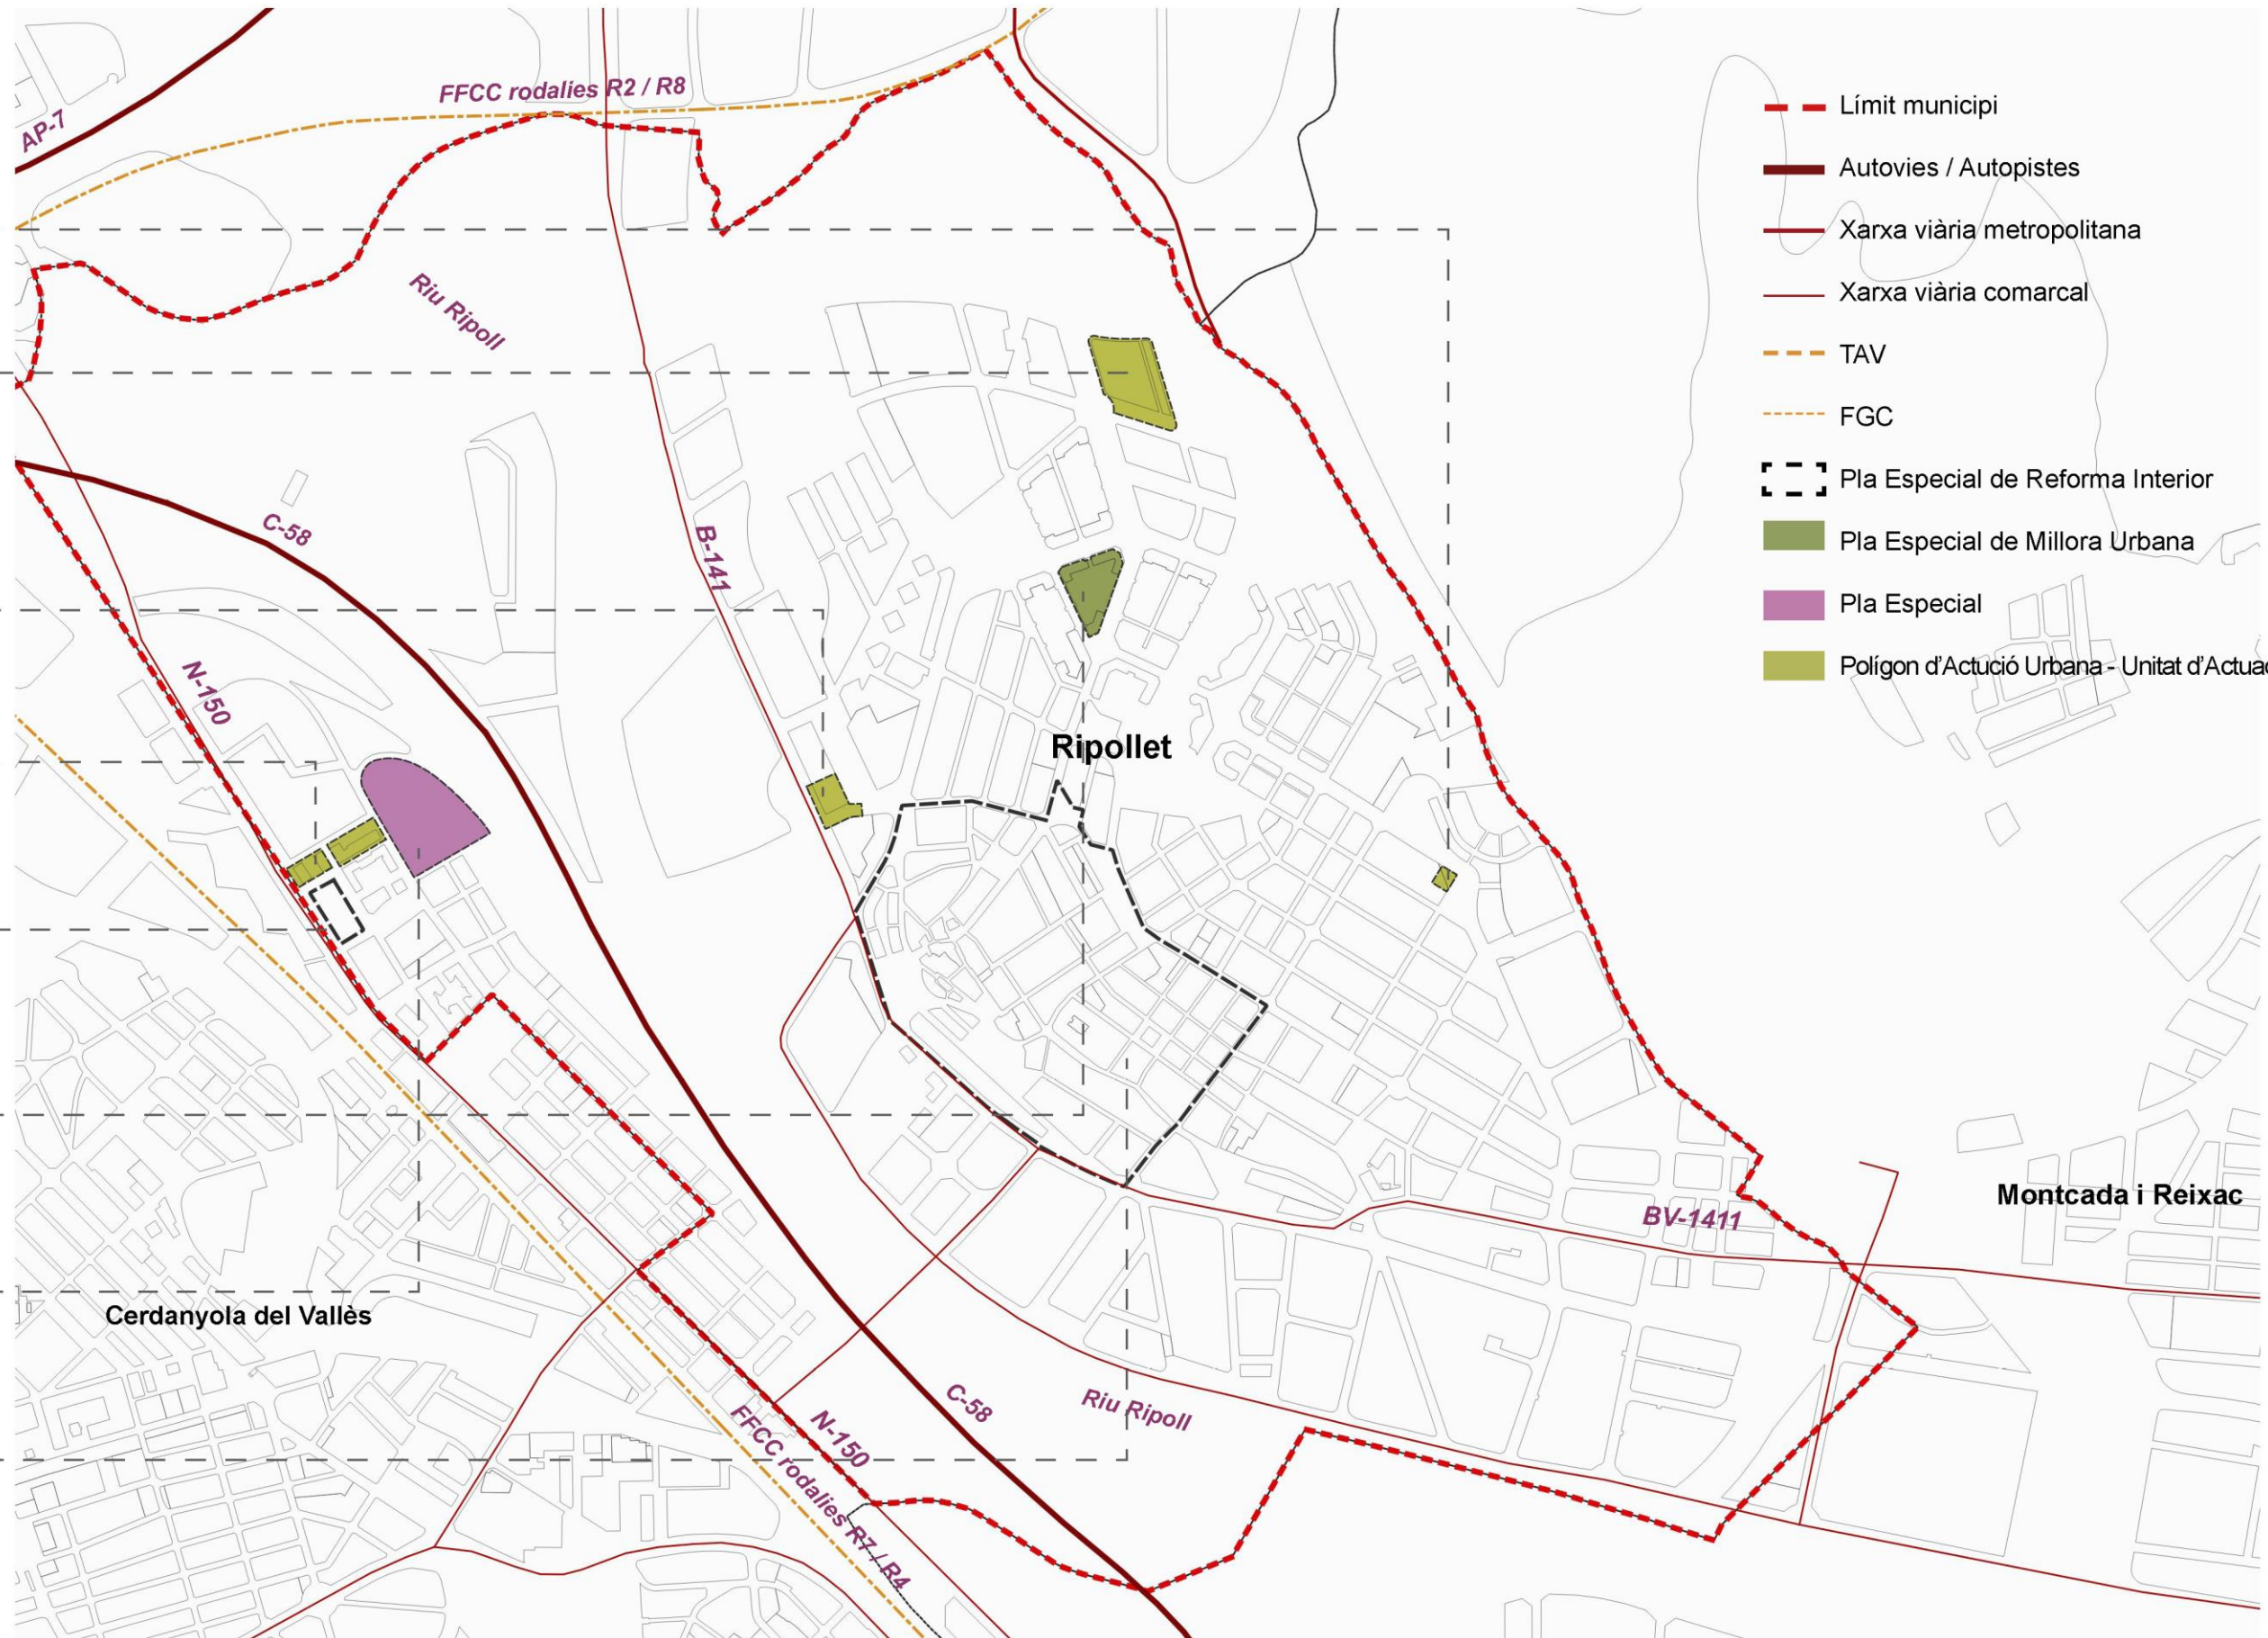 FFCC rodalies R2 / R8
AP-7
Riu Ripoll
C-58
B-141
N-150
Ripollet
BV-1411
Montcada i Reixac
Cerdanyola del Vallès
C-58
Riu Ripoll
N-150
FFCC rodalies R7 / R4
Límit municipi
Autovies / Autopistes
Xarxa viària metropolitana
Xarxa viària comarcal
TAV
FGC
Pla Especial de Reforma Interior
Pla Especial de Millora Urbana
Pla Especial
Polígon d'Actució Urbana - Unitat d'Actuac